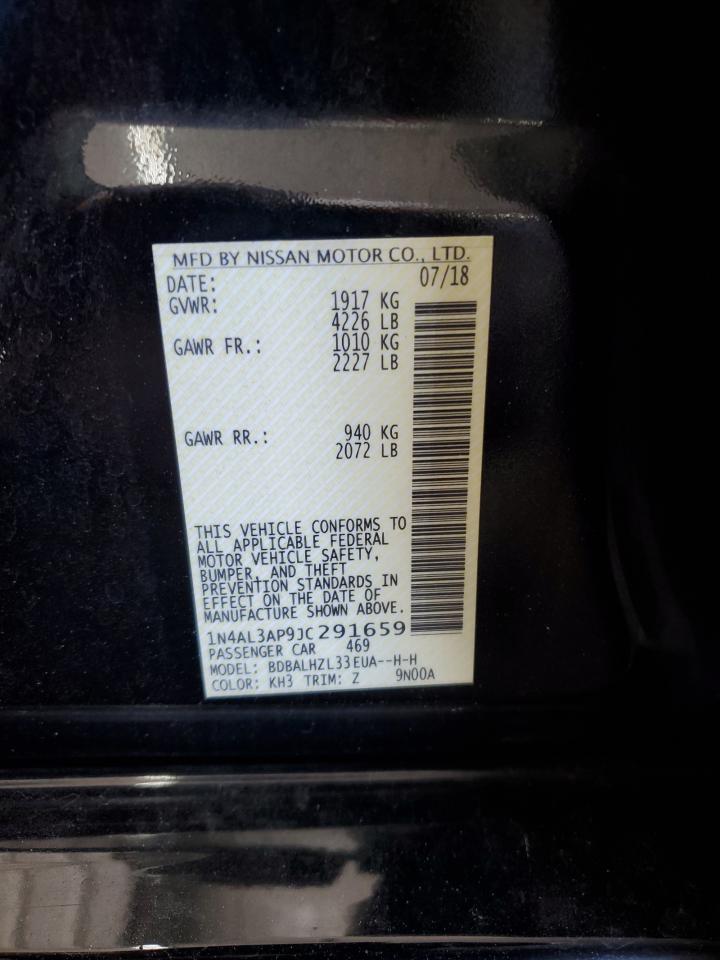 MFD BY NISSAN MOTOR CO., LTD.
DATE: 07/18
GVWR: 1917 KG
4226 LB
GAWR FR.: 1010 KG
2227 LB
GAWR RR.: 940 KG
2072 LB
THIS VEHICLE CONFORMS TO
ALL APPLICABLE FEDERAL
MOTOR VEHICLE SAFETY,
BUMPER, AND THEFT
PREVENTION STANDARDS IN
EFFECT ON THE DATE OF
MANUFACTURE SHOWN ABOVE.
1N4AL3AP9JC291659
PASSENGER CAR 469
MODEL: BDBALHZL33EUA--H-H
COLOR: KH3 TRIM: Z 9N00A